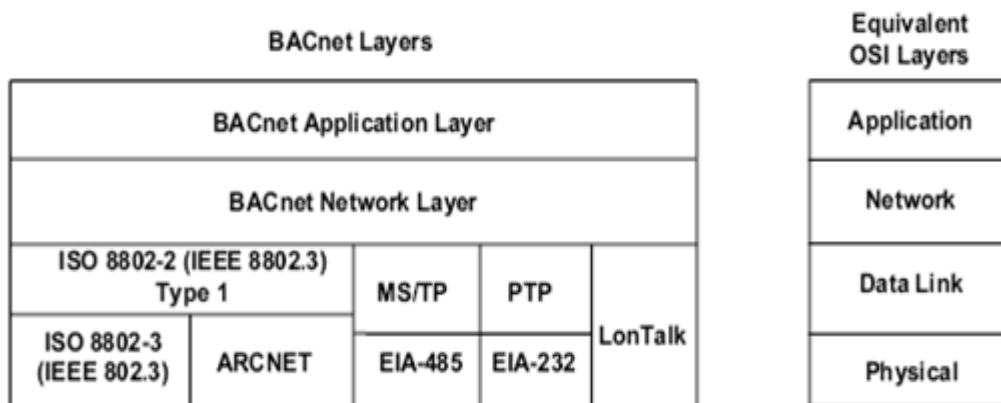 BACnet Layers
Equivalent
OSI Layers
BACnet Application Layer
Application
BACnet Network Layer
Network
ISO 8802-2 (IEEE 8802.3)
Type 1
MS/TP
PTP
LonTalk
Data Link
ISO 8802-3
(IEEE 802.3)
ARCNET
EIA-485
EIA-232
Physical